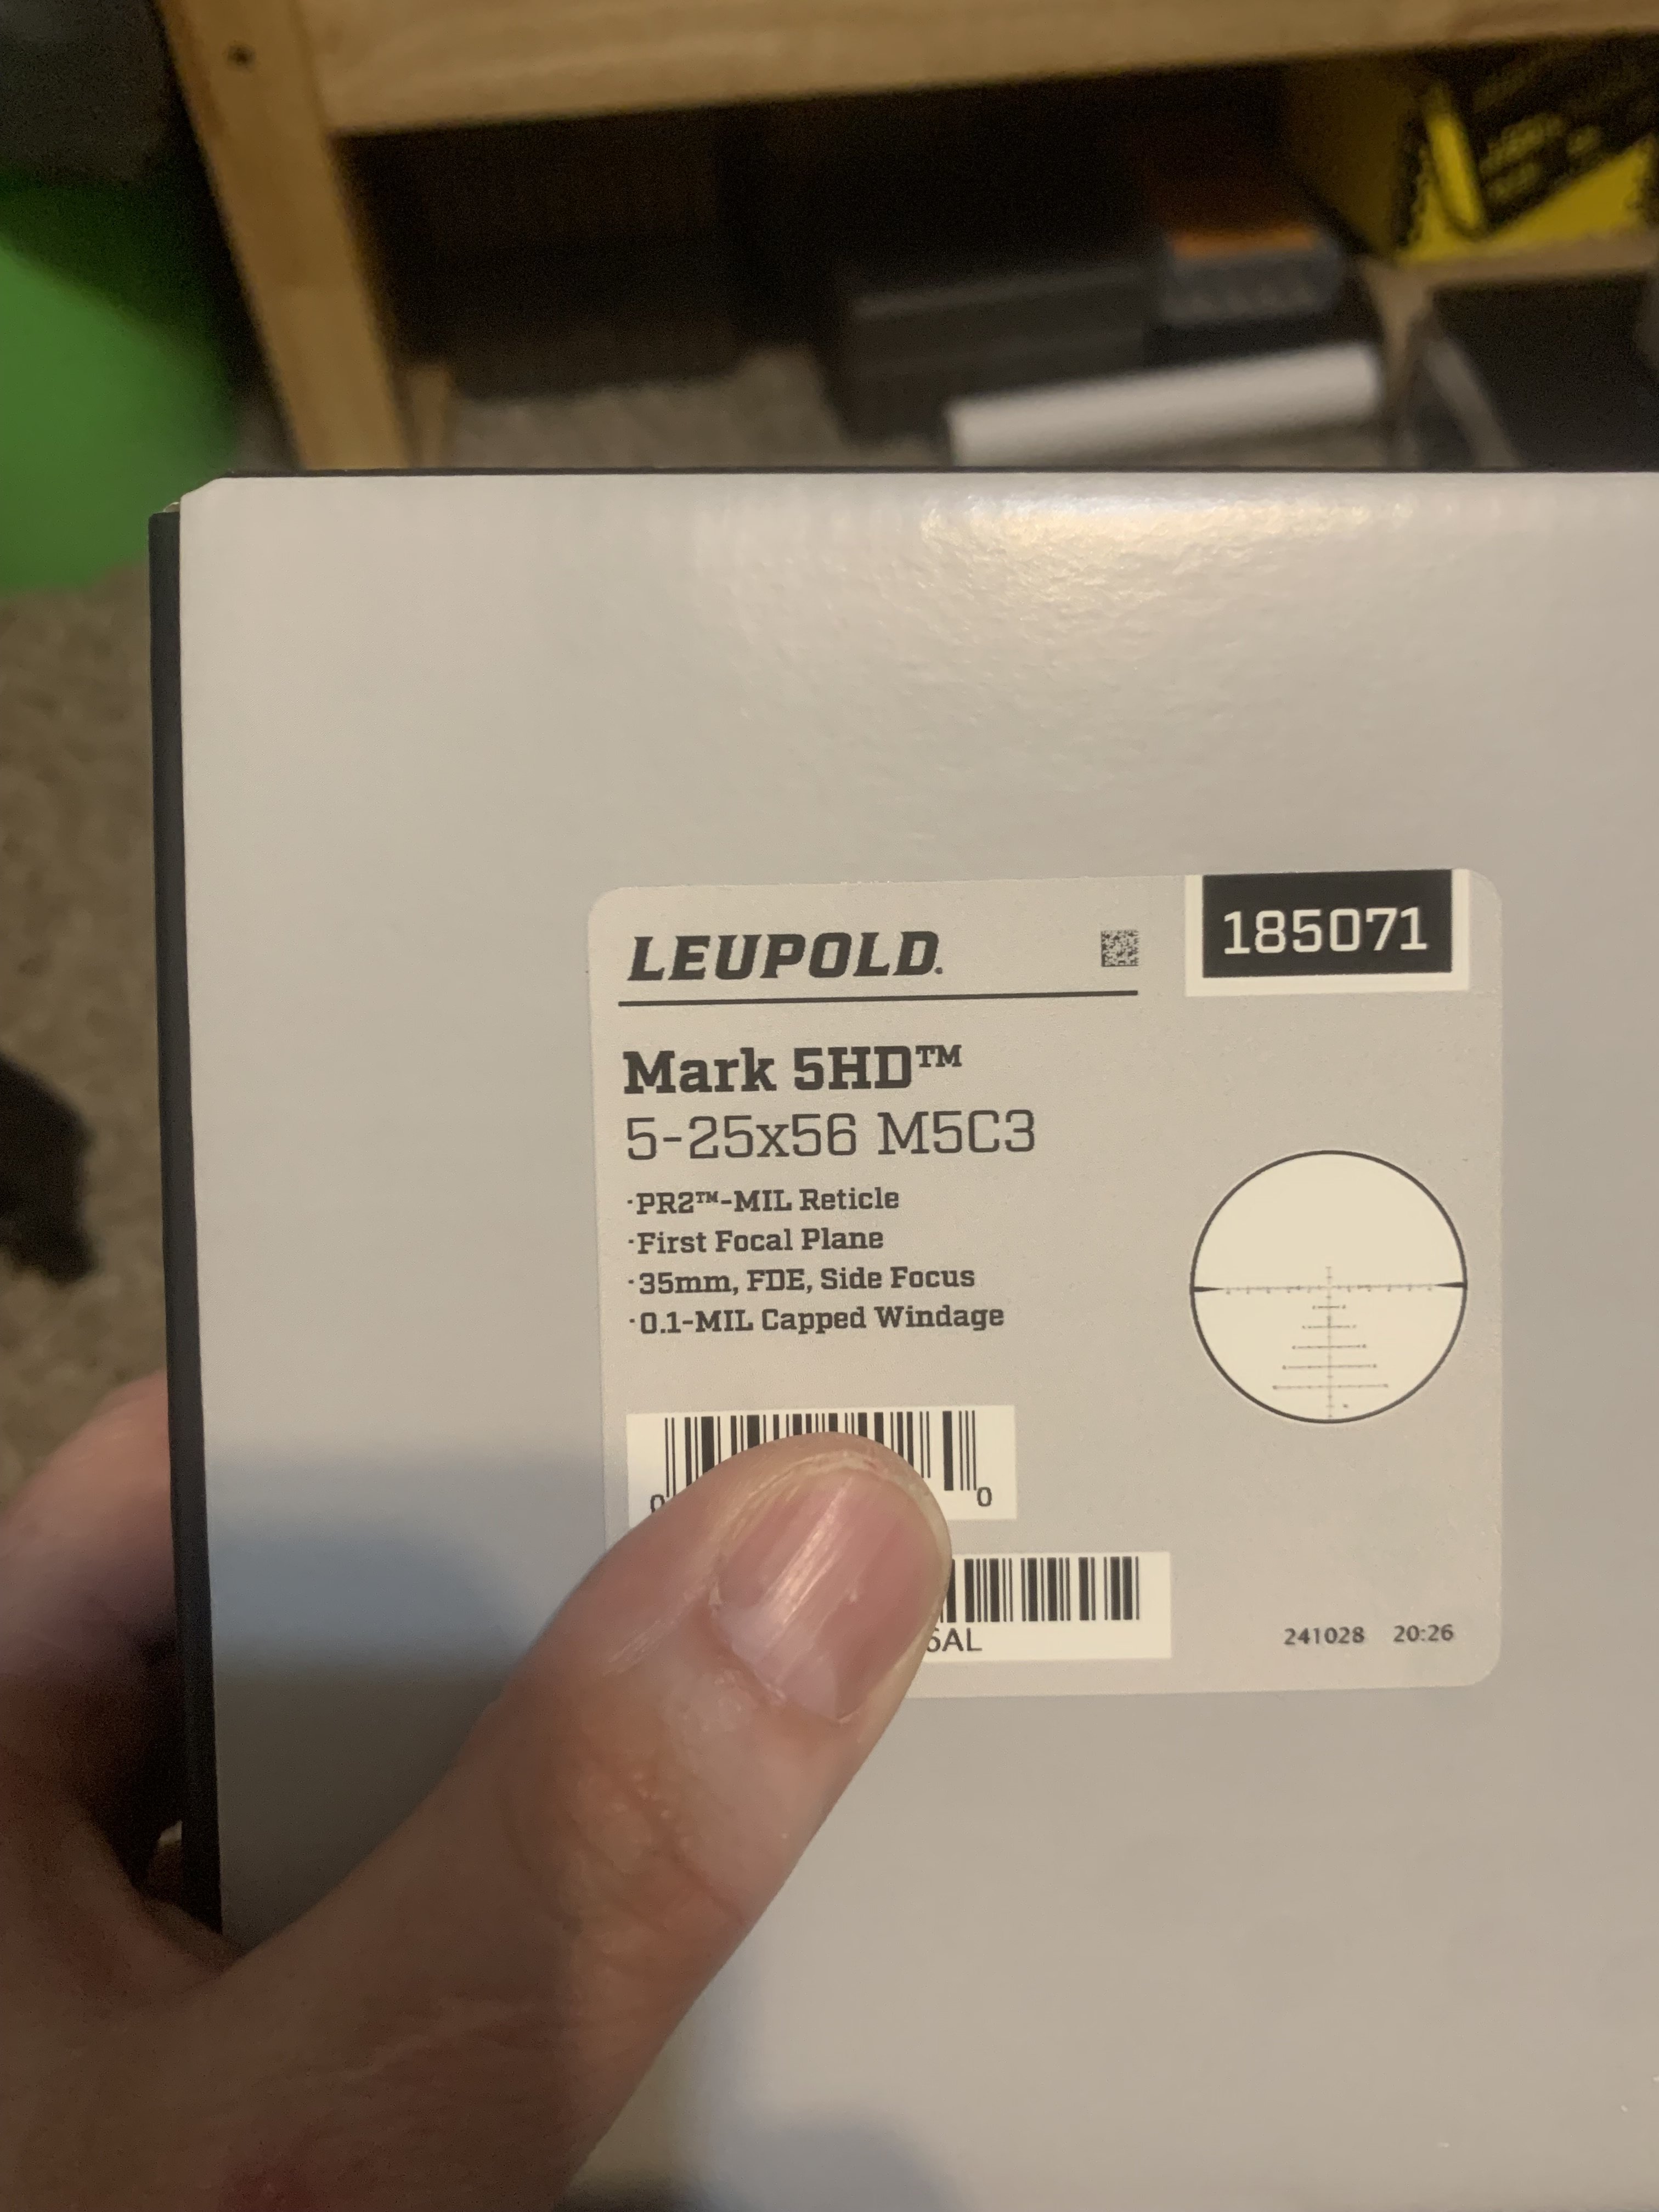 LEUPOLD.
185071
Mark 5HD™
5-25x56 M5C3
·PR2™-MIL Reticle
·First Focal Plane
·35mm, FDE, Side Focus
·0.1-MIL Capped Windage
0 0
6AL
241028 20:26